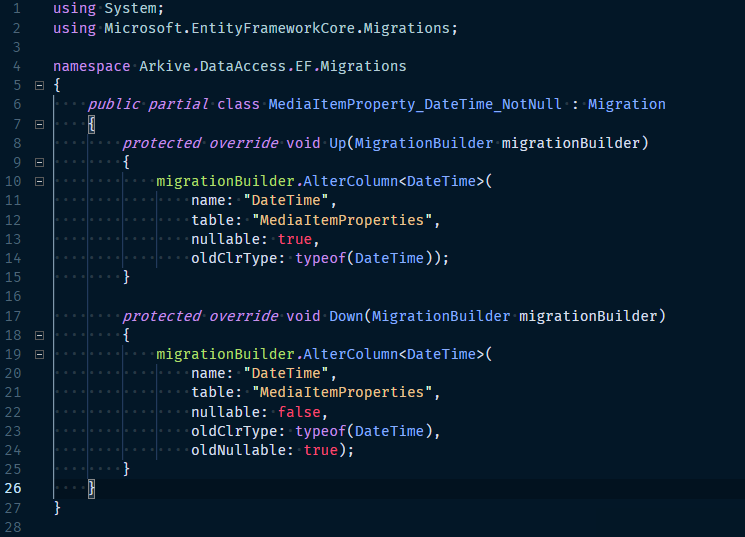 1 using System;
2 using Microsoft.EntityFrameworkCore.Migrations;
3
4 namespace Arkive.DataAccess.EF.Migrations
5 {
6     public partial class MediaItemProperty_DateTime_NotNull : Migration
7     {
8         protected override void Up(MigrationBuilder migrationBuilder)
9         {
10             migrationBuilder.AlterColumn<DateTime>(
11                 name: "DateTime",
12                 table: "MediaItemProperties",
13                 nullable: true,
14                 oldClrType: typeof(DateTime));
15         }
16
17         protected override void Down(MigrationBuilder migrationBuilder)
18         {
19             migrationBuilder.AlterColumn<DateTime>(
20                 name: "DateTime",
21                 table: "MediaItemProperties",
22                 nullable: false,
23                 oldClrType: typeof(DateTime),
24                 oldNullable: true);
25         }
26     }
27 }
28